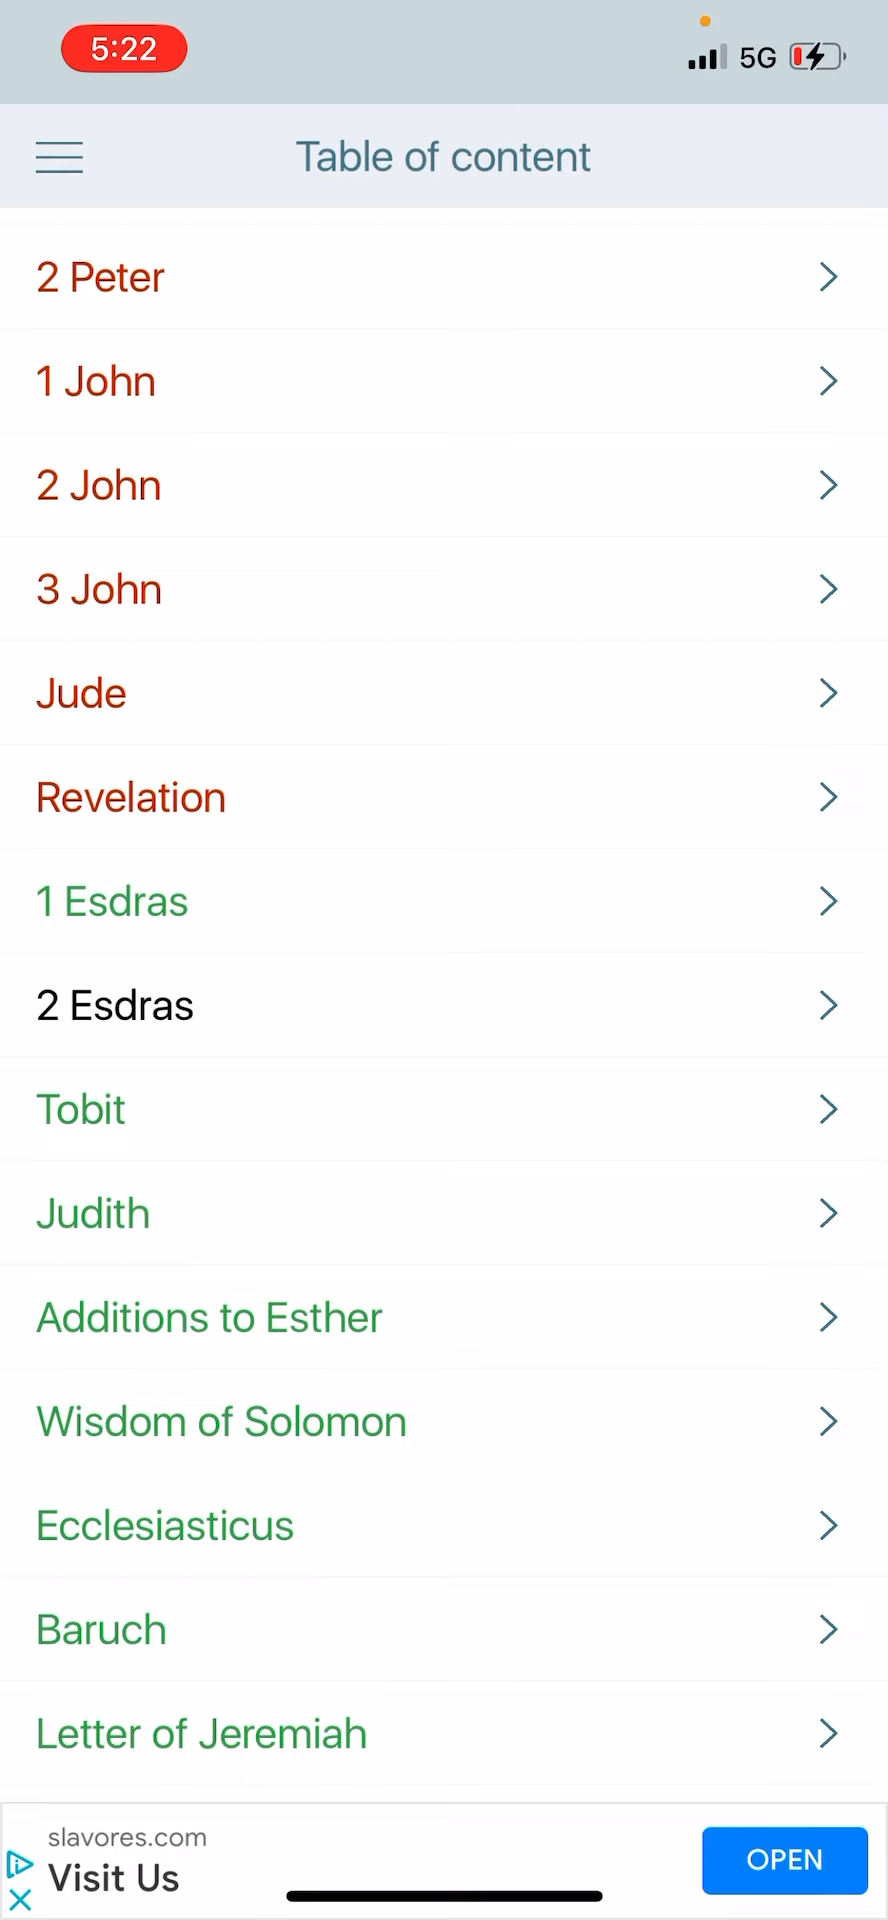 5:22
5G
Table of content
2 Peter
1 John
2 John
3 John
Jude
Revelation
1 Esdras
2 Esdras
Tobit
Judith
Additions to Esther
Wisdom of Solomon
Ecclesiasticus
Baruch
Letter of Jeremiah
slavores.com
Visit Us
OPEN